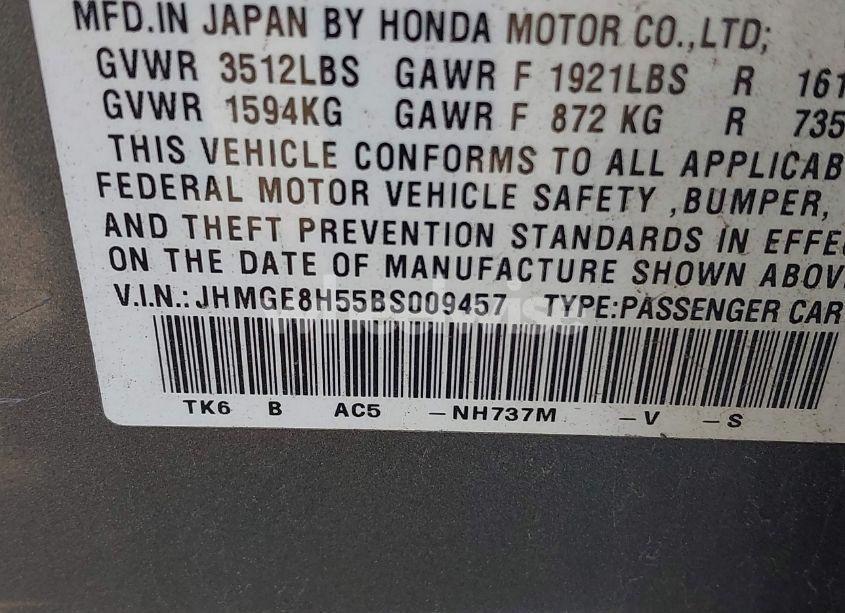 MFD.IN JAPAN BY HONDA MOTOR CO.,LTD;
GVWR 3512LBS GAWR F 1921LBS R 161
GVWR 1594KG GAWR F 872 KG R 735
THIS VEHICLE CONFORMS TO ALL APPLICAB
FEDERAL MOTOR VEHICLE SAFETY ,BUMPER,
AND THEFT PREVENTION STANDARDS IN EFFE
ON THE DATE OF MANUFACTURE SHOWN ABOV
V.I.N.: JHMGE8H55BS009457 TYPE:PASSENGER CAR
TK6 B AC5 -NH737M -V -S